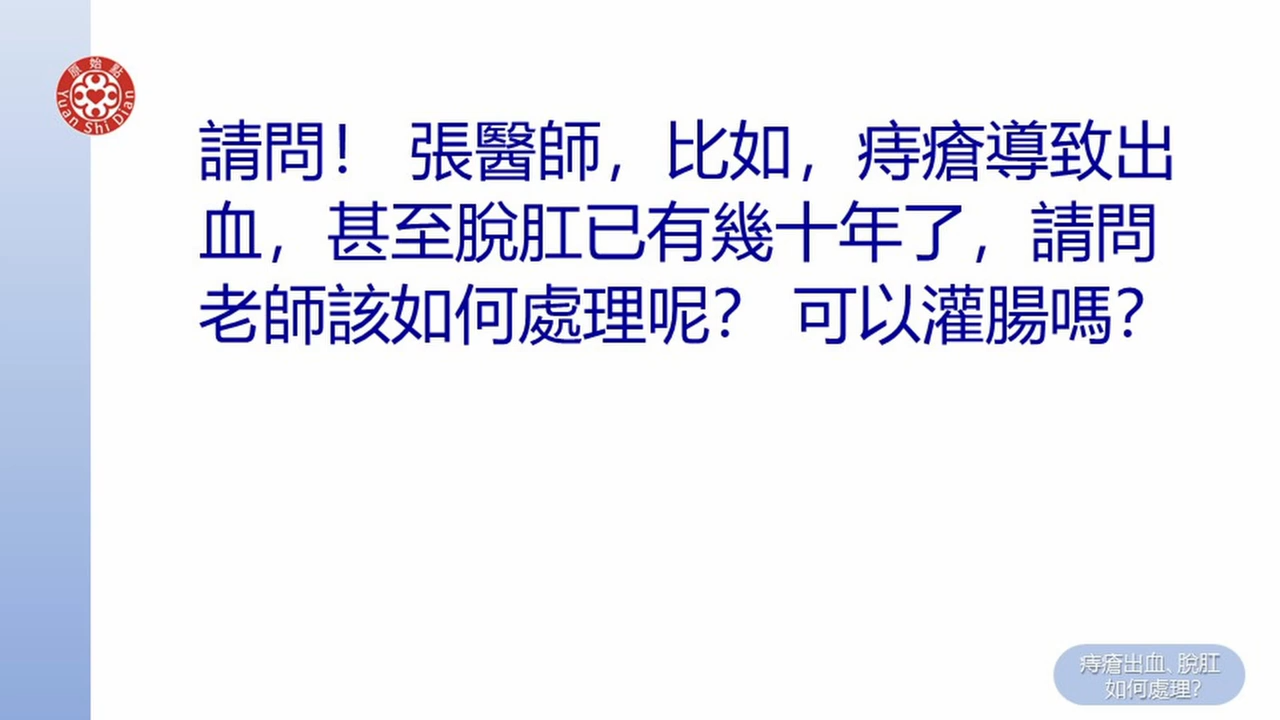 原始點
Yuan Shi Dian
請問！ 張醫師，比如，痔瘡導致出
血，甚至脫肛已有幾十年了，請問
老師該如何處理呢？ 可以灌腸嗎？
痔瘡出血、脫肛
如何處理？